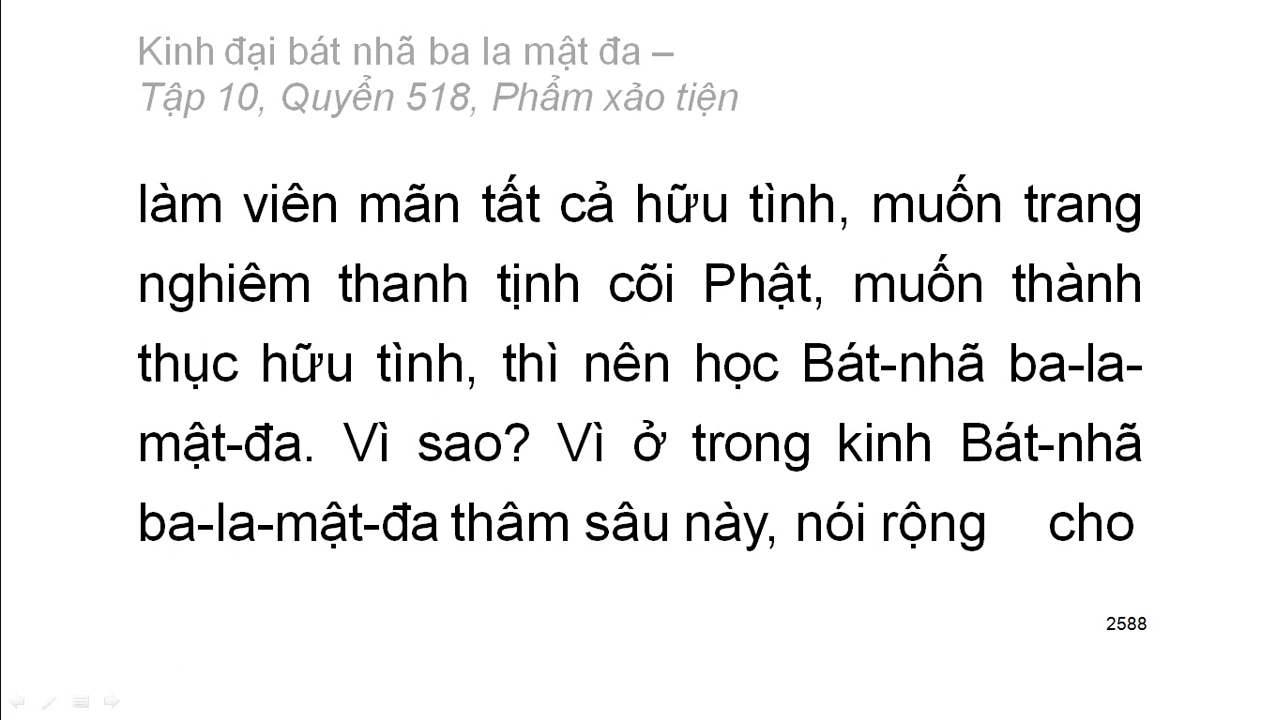 Kinh đại bát nhã ba la mật đa –
Tập 10, Quyển 518, Phẩm xảo tiện
làm viên mãn tất cả hữu tình, muốn trang
nghiêm thanh tịnh cõi Phật, muốn thành
thục hữu tình, thì nên học Bát-nhã ba-la-
mật-đa. Vì sao? Vì ở trong kinh Bát-nhã
ba-la-mật-đa thâm sâu này, nói rộng cho
2588